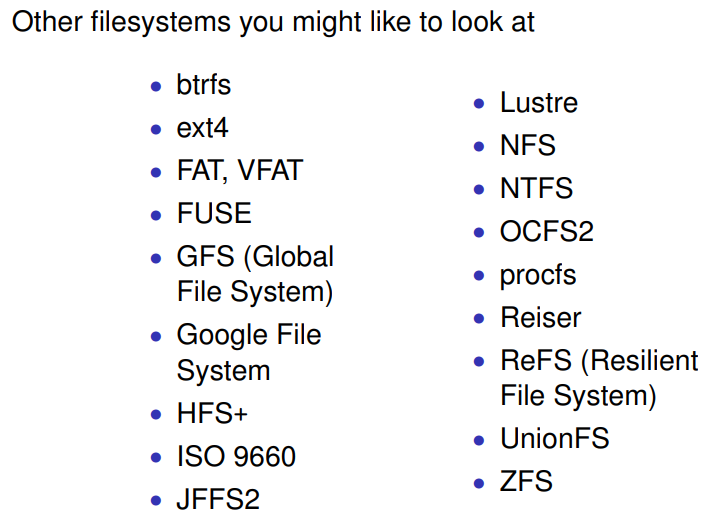 Other filesystems you might like to look at
• btrfs
• ext4
• FAT, VFAT
• FUSE
• GFS (Global
File System)
• Google File
System
• HFS+
• ISO 9660
• JFFS2
• Lustre
• NFS
• NTFS
• OCFS2
• procfs
• Reiser
• ReFS (Resilient
File System)
• UnionFS
• ZFS